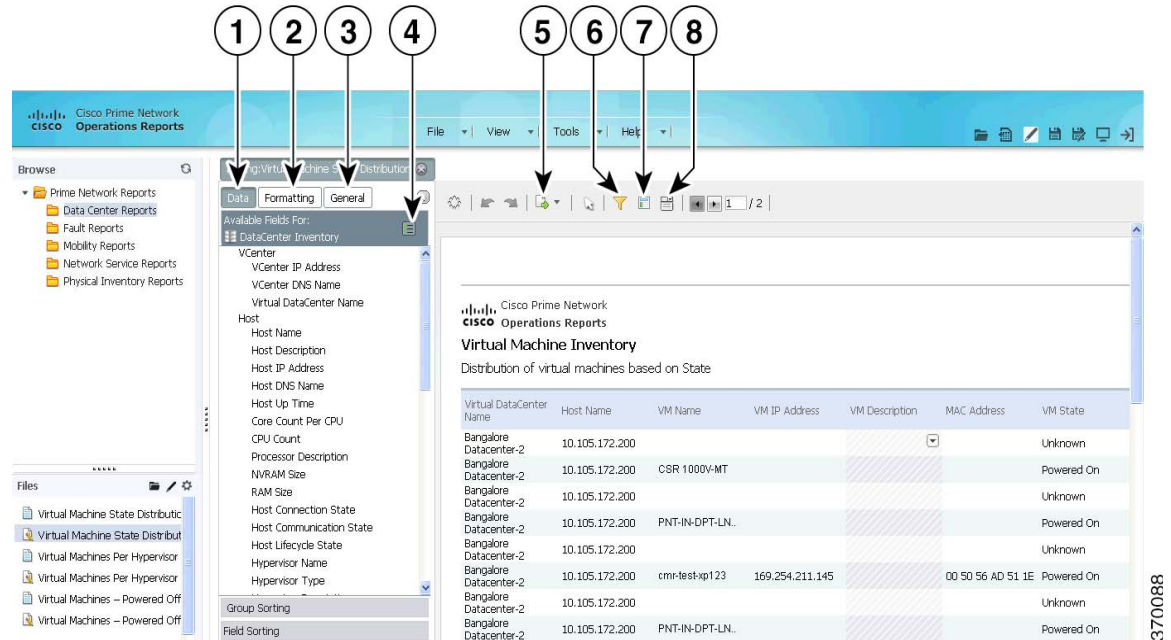 1 2 3 4 5 6 7 8
Cisco Prime Network
CISCO Operations Reports
File View Tools Help
Browse
Prime Network Reports
Data Center Reports
Fault Reports
Mobility Reports
Network Service Reports
Physical Inventory Reports
Files
Virtual Machine State Distributic
Virtual Machine State Distribut
Virtual Machines Per Hypervisor
Virtual Machines Per Hypervisor
Virtual Machines – Powered Off
Virtual Machines – Powered Off
Distribution
Data Formatting General
Available Fields For:
DataCenter Inventory
VCenter
VCenter IP Address
VCenter DNS Name
Virtual DataCenter Name
Host
Host Name
Host Description
Host IP Address
Host DNS Name
Host Up Time
Core Count Per CPU
CPU Count
Processor Description
NVRAM Size
RAM Size
Host Connection State
Host Communication State
Host Lifecycle State
Hypervisor Name
Hypervisor Type
Group Sorting
Field Sorting
1 / 2
Cisco Prime Network
CISCO Operations Reports
Virtual Machine Inventory
Distribution of virtual machines based on State
Virtual DataCenter Name Host Name VM Name VM IP Address VM Description MAC Address VM State
Bangalore Datacenter-2 10.105.172.200 Unknown
Bangalore Datacenter-2 10.105.172.200 CSR 1000V-MT Powered On
Bangalore Datacenter-2 10.105.172.200 Unknown
Bangalore Datacenter-2 10.105.172.200 PNT-IN-DPT-LN.. Powered On
Bangalore Datacenter-2 10.105.172.200 Unknown
Bangalore Datacenter-2 10.105.172.200 cmr-test-xp123 169.254.211.145 00 50 56 AD 51 1E Powered On
Bangalore Datacenter-2 10.105.172.200 Unknown
Bangalore Datacenter-2 10.105.172.200 PNT-IN-DPT-LN.. Powered On